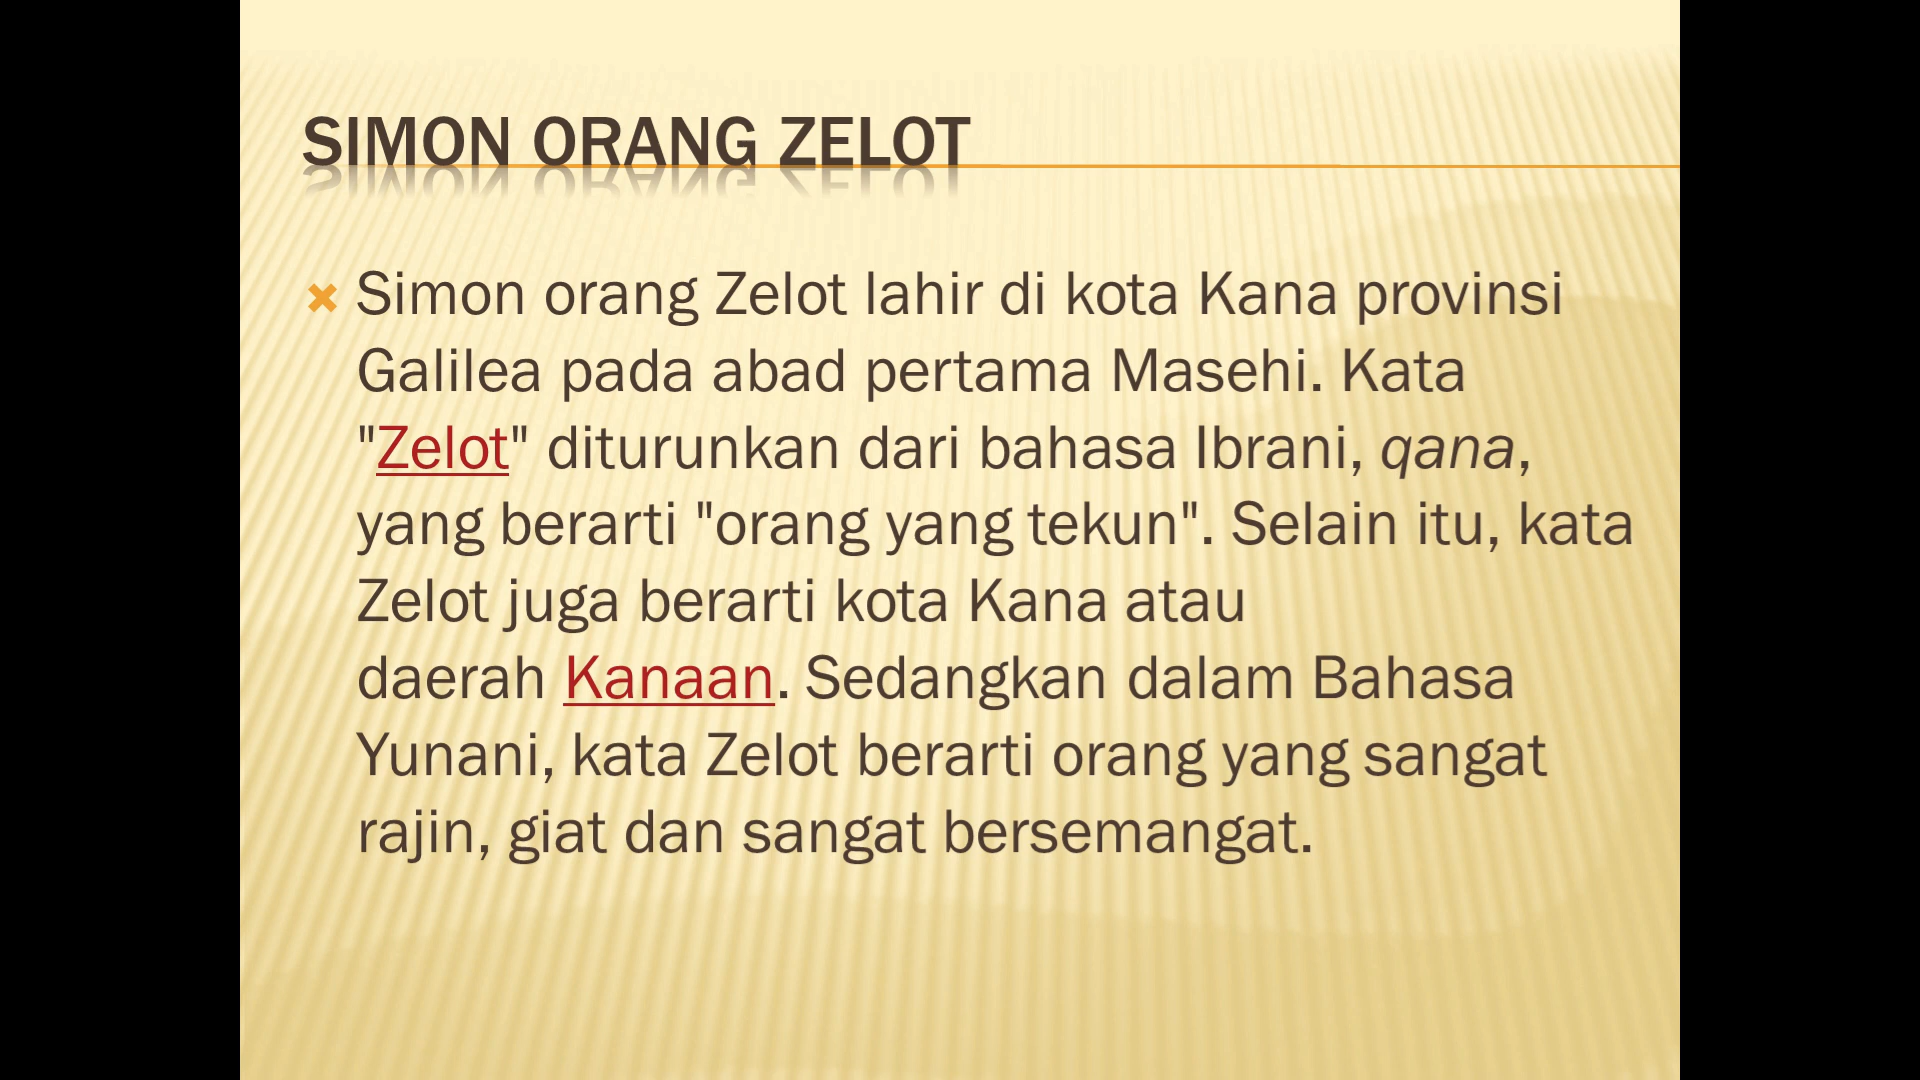 SIMON ORANG ZELOT
Simon orang Zelot lahir di kota Kana provinsi
Galilea pada abad pertama Masehi. Kata
"Zelot" diturunkan dari bahasa Ibrani, qana,
yang berarti "orang yang tekun". Selain itu, kata
Zelot juga berarti kota Kana atau
daerah Kanaan. Sedangkan dalam Bahasa
Yunani, kata Zelot berarti orang yang sangat
rajin, giat dan sangat bersemangat.